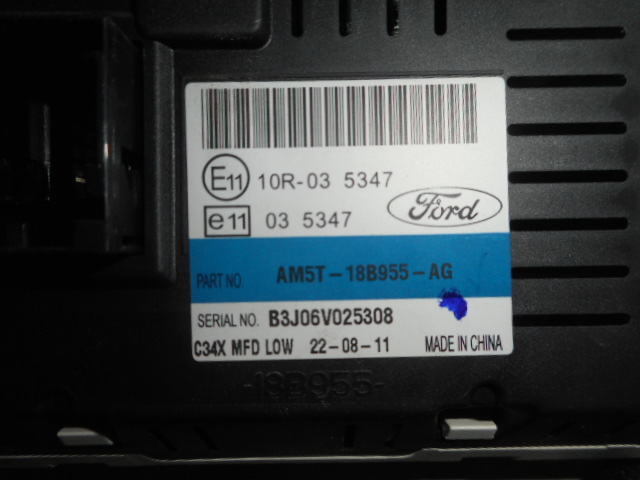 E11 10R-03 5347
Ford
e11 03 5347
PART NO. AM5T-18B955-AG
SERIAL NO. B3J06V025308
C34X MFD LOW 22-08-11 MADE IN CHINA
-18B955-